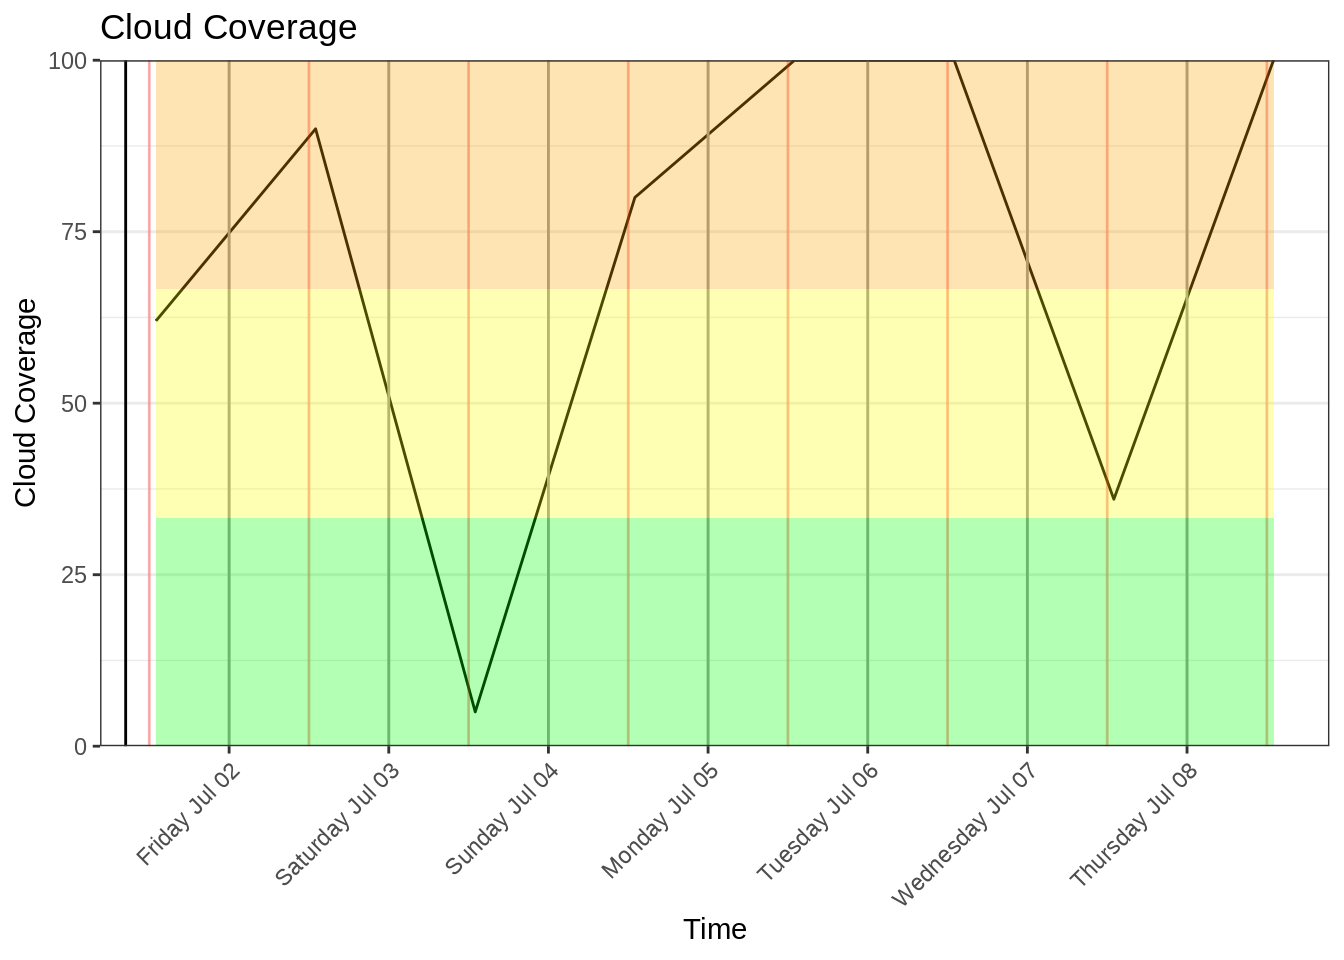 Cloud Coverage
100
75
50
25
0
Cloud Coverage
Friday Jul 02
Saturday Jul 03
Sunday Jul 04
Monday Jul 05
Tuesday Jul 06
Wednesday Jul 07
Thursday Jul 08
Time